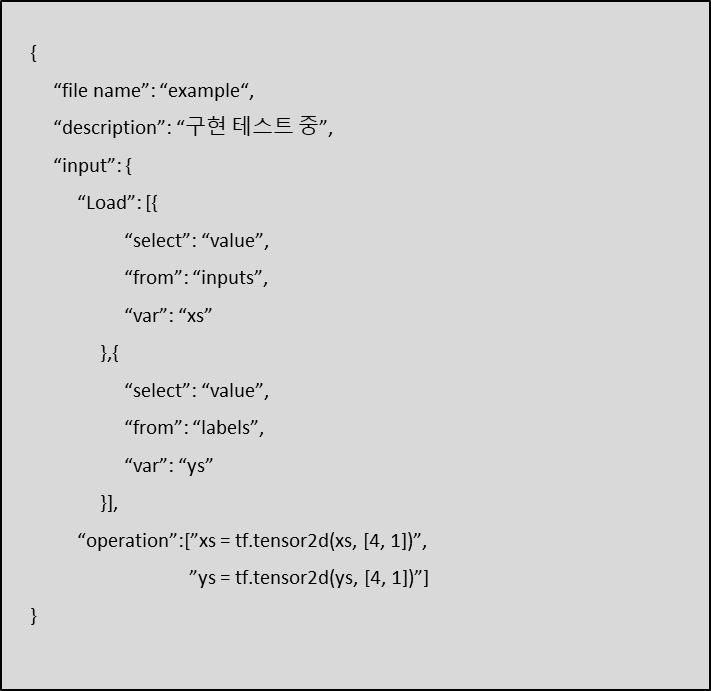 {
“file name”: “example“,
“description”: “구현 테스트 중”,
“input”: {
“Load”: [{
“select”: “value”,
“from”: “inputs”,
“var”: “xs”
},{
“select”: “value”,
“from”: “labels”,
“var”: “ys”
}],
“operation”:[”xs = tf.tensor2d(xs, [4, 1])”,
”ys = tf.tensor2d(ys, [4, 1])”]
}